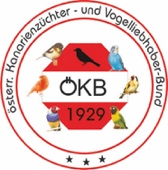 österr. Kanarienzüchter - und Vogelliebhaber-Bund
ÖKB
1929